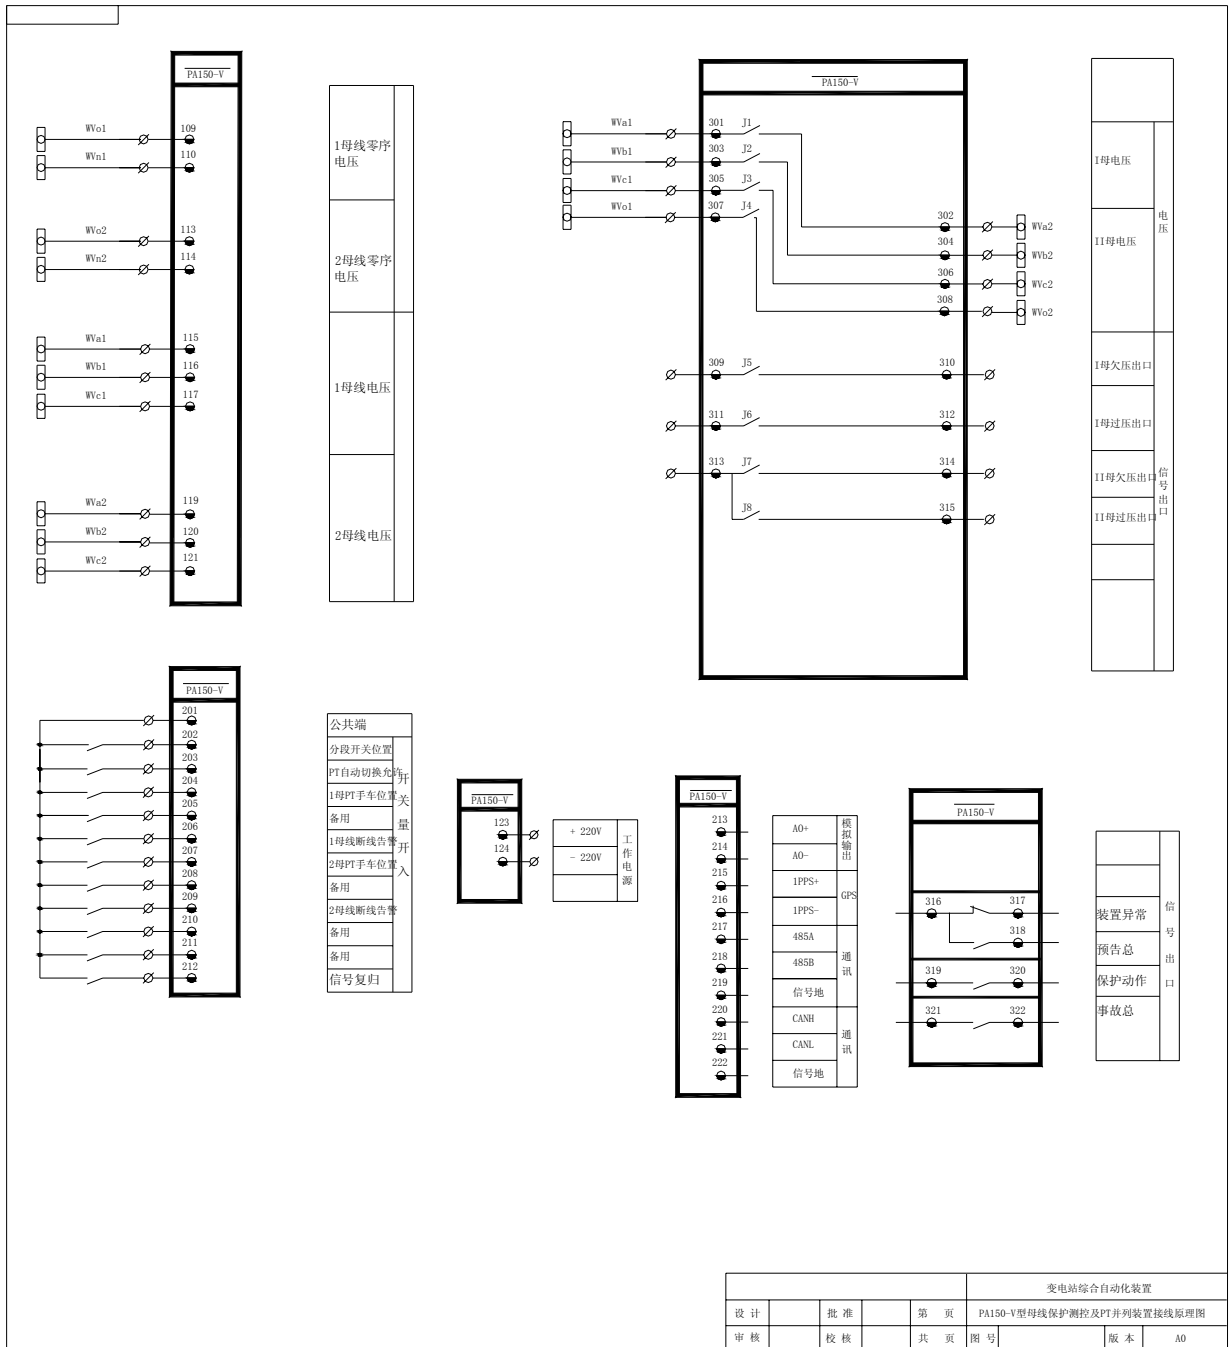 PA150-V
WVo1
109
WVn1
110
WVo2
113
WVn2
114
WVa1
115
WVb1
116
WVc1
117
WVa2
119
WVb2
120
WVc2
121
1母线零序
电压
2母线零序
电压
1母线电压
2母线电压
PA150-V
WVa1
301
J1
WVb1
303
J2
WVc1
305
J3
WVo1
307
J4
302
WVa2
304
WVb2
306
WVc2
308
WVo2
309
J5
310
311
J6
312
313
J7
314
J8
315
I母电压
II母电压
电压
I母欠压出口
I母过压出口
II母欠压出口
II母过压出口
信号出口
PA150-V
201
202
203
204
205
206
207
208
209
210
211
212
公共端
分段开关位置
PT自动切换允许
1母PT手车位置
备用
1母线断线告警
2母PT手车位置
备用
2母线断线告警
备用
备用
信号复归
开关量开入
PA150-V
123
124
+ 220V
- 220V
工作电源
PA150-V
213
214
215
216
217
218
219
220
221
222
AO+
AO-
模拟输出
1PPS+
1PPS-
GPS
485A
485B
信号地
通讯
CANH
CANL
信号地
通讯
PA150-V
316
317
318
319
320
321
322
装置异常
预告总
保护动作
事故总
信号出口
变电站综合自动化装置
设 计
批 准
第 页
PA150-V型母线保护测控及PT并列装置接线原理图
审 核
校 核
共 页
图 号
版 本
A0